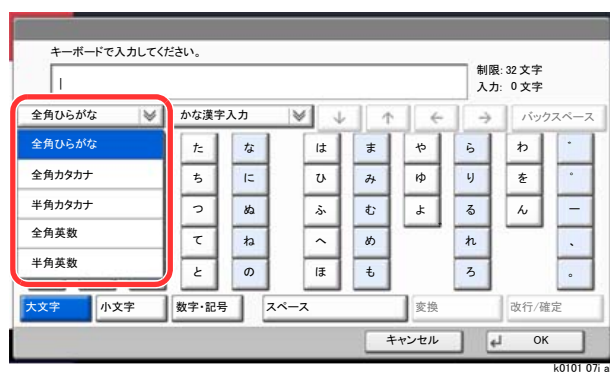 キーボードで入力してください。
制限: 32 文字
入力: 0 文字
全角ひらがな かな漢字入力 ↓ ↑ ← → バックスペース
全角ひらがな た な は ま や ら わ ゛
全角カタカナ ち に ひ み ゆ り を ゜
半角カタカナ つ ぬ ふ む よ る ん ー
全角英数 て ね へ め れ 、
半角英数 と の ほ も ろ 。
大文字 小文字 数字・記号 スペース 変換 改行/確定
キャンセル OK
k0101 07i a